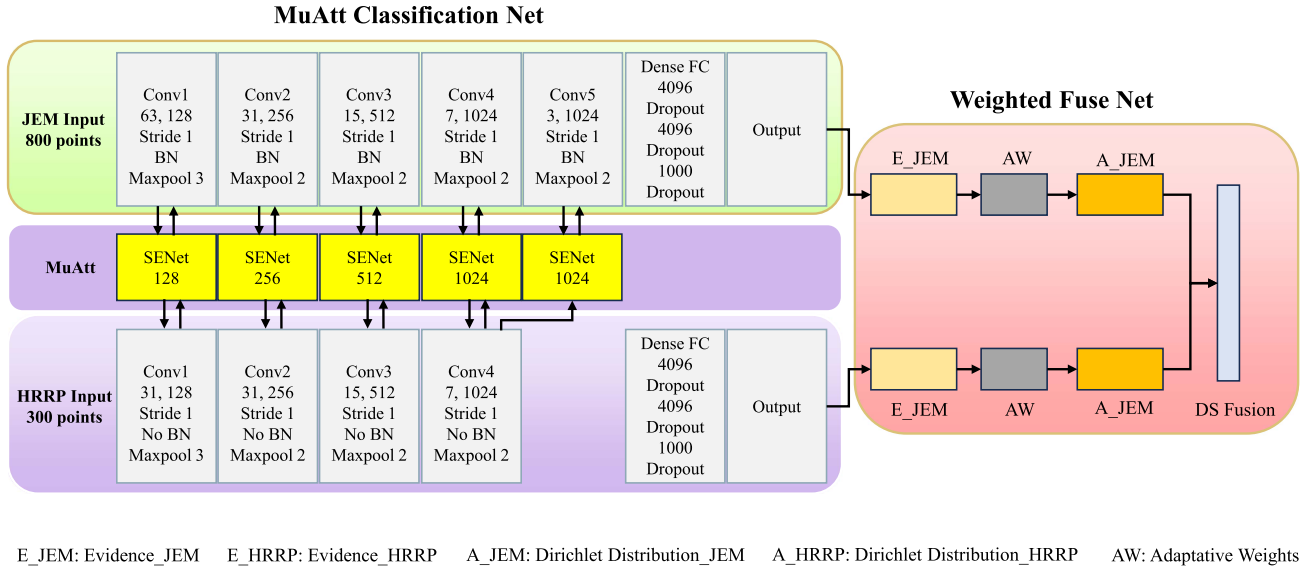 MuAtt Classification Net
JEM Input
800 points
Conv1
63, 128
Stride 1
BN
Maxpool 3
Conv2
31, 256
Stride 1
BN
Maxpool 2
Conv3
15, 512
Stride 1
BN
Maxpool 2
Conv4
7, 1024
Stride 1
BN
Maxpool 2
Conv5
3, 1024
Stride 1
BN
Maxpool 2
Dense FC
4096
Dropout
4096
Dropout
1000
Dropout
Output
MuAtt
SENet
128
SENet
256
SENet
512
SENet
1024
SENet
1024
HRRP Input
300 points
Conv1
31, 128
Stride 1
No BN
Maxpool 3
Conv2
31, 256
Stride 1
No BN
Maxpool 2
Conv3
15, 512
Stride 1
No BN
Maxpool 2
Conv4
7, 1024
Stride 1
No BN
Maxpool 2
Dense FC
4096
Dropout
4096
Dropout
1000
Dropout
Output
Weighted Fuse Net
E_JEM
AW
A_JEM
E_JEM
AW
A_JEM
DS Fusion
E_JEM: Evidence_JEM E_HRRP: Evidence_HRRP A_JEM: Dirichlet Distribution_JEM A_HRRP: Dirichlet Distribution_HRRP AW: Adaptative Weights